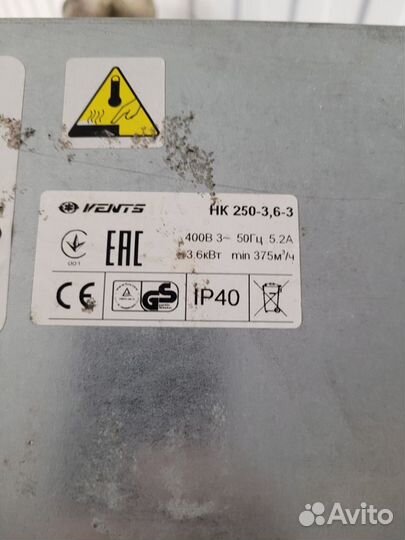 VENTS
НК 250-3,6-3
400В 3~ 50Гц 5.2А
3.6кВт min 375м³/ч
001
EAC
CE
GS
IP40
Avito